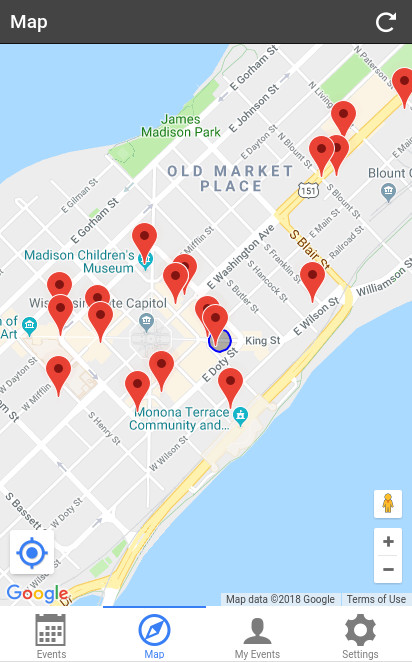 Map
E Gorham St
N Paterson St
James
Madison Park
E Johnson St
N Livings
E Dayton St
N Blount St
E Main
OLD MARKET
PLACE
151
S Blount St
Blount C
E Gilman St
E Gorham St
E Main St
Railroad St
S Blair St
E Washington Ave
Mifflin St
Madison Children's
Museum
S Franklin St
S Hancock St
S Butler St
Williamson St
E Wilson St
State Capitol
n of
Art
King St
E Doty St
W Dayton St
W Mifflin St
S Henry St
Monona Terrace
Community and...
W Wilson St
S Bassett St
W Doty St
Google
Map data ©2018 Google
Terms of Use
Events
Map
My Events
Settings